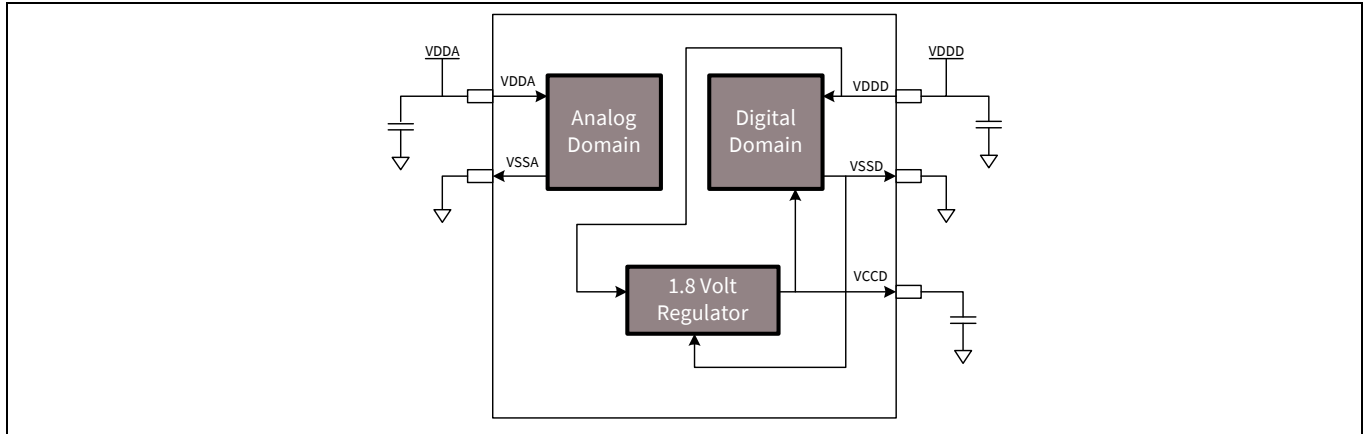 VDDA
VDDD
VDDA
VDDD
Analog
Domain
Digital
Domain
VSSA
VSSD
1.8 Volt
Regulator
VCCD